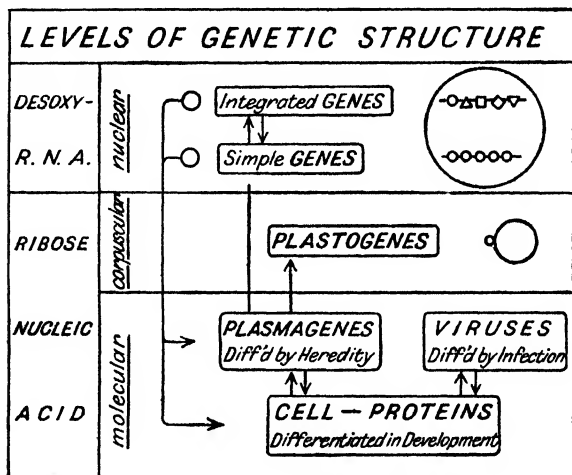 LEVELS OF GENETIC STRUCTURE
DESOXY-
R. N. A.
nuclear
Integrated GENES
Simple GENES
RIBOSE
corpuscular
PLASTOGENES
NUCLEIC
ACID
molecular
PLASMAGENES
Diff'd by Heredity
VIRUSES
Diff'd by Infection
CELL - PROTEINS
Differentiated in Development